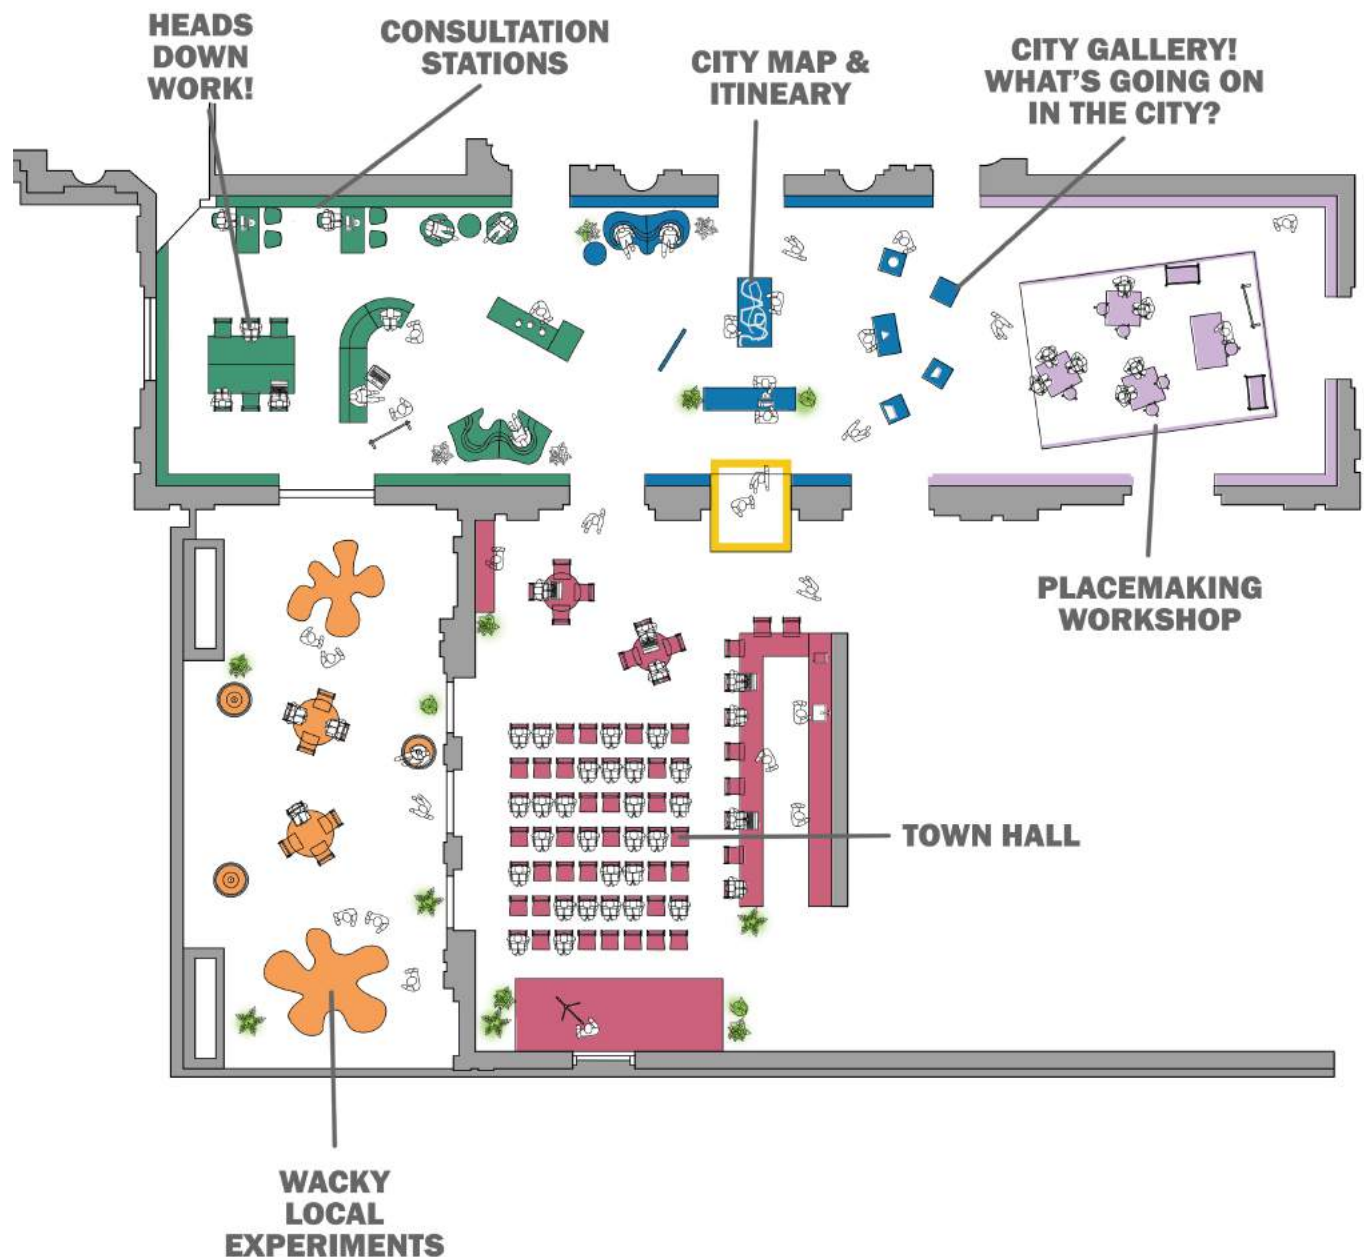 HEADS
DOWN
WORK!
CONSULTATION
STATIONS
CITY MAP &
ITINEARY
CITY GALLERY!
WHAT'S GOING ON
IN THE CITY?
PLACEMAKING
WORKSHOP
TOWN HALL
WACKY
LOCAL
EXPERIMENTS